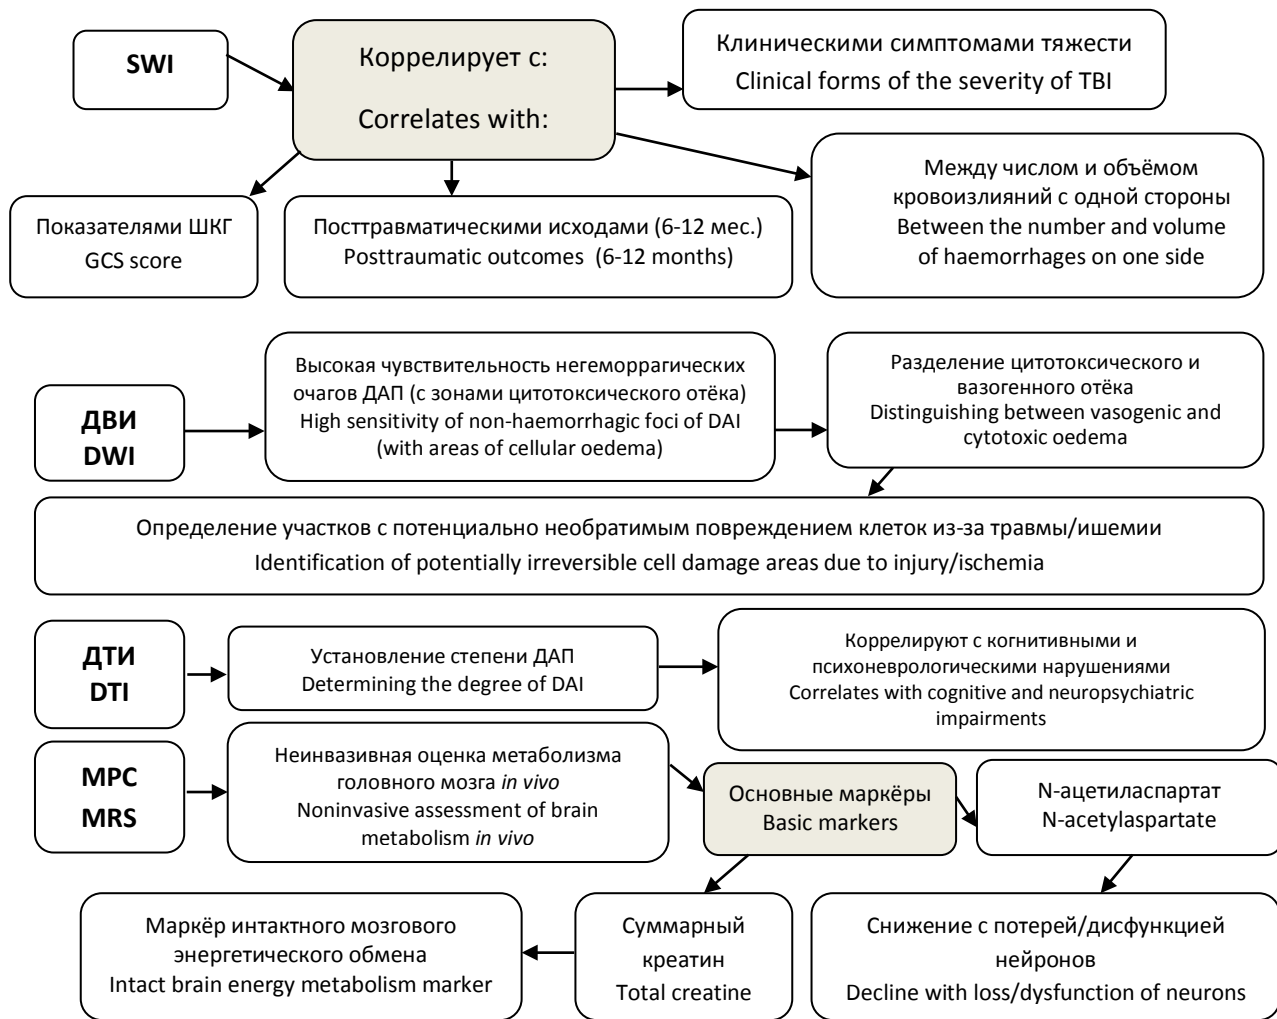 SWI
Коррелирует с:
Correlates with:
Клиническими симптомами тяжести
Clinical forms of the severity of TBI
Между числом и объёмом
кровоизлияний с одной стороны
Between the number and volume
of haemorrhages on one side
Показателями ШКГ
GCS score
Посттравматическими исходами (6-12 мес.)
Posttraumatic outcomes (6-12 months)
ДВИ
DWI
Высокая чувствительность негеморрагических
очагов ДАП (с зонами цитотоксического отёка)
High sensitivity of non-haemorrhagic foci of DAI
(with areas of cellular oedema)
Разделение цитотоксического и
вазогенного отёка
Distinguishing between vasogenic and
cytotoxic oedema
Определение участков с потенциально необратимым повреждением клеток из-за травмы/ишемии
Identification of potentially irreversible cell damage areas due to injury/ischemia
ДТИ
DTI
Установление степени ДАП
Determining the degree of DAI
Коррелируют с когнитивными и
психоневрологическими нарушениями
Correlates with cognitive and neuropsychiatric
impairments
МРС
MRS
Неинвазивная оценка метаболизма
головного мозга in vivo
Noninvasive assessment of brain
metabolism in vivo
Основные маркёры
Basic markers
N-ацетиласпартат
N-acetylaspartate
Маркёр интактного мозгового
энергетического обмена
Intact brain energy metabolism marker
Суммарный
креатин
Total creatine
Снижение с потерей/дисфункцией
нейронов
Decline with loss/dysfunction of neurons